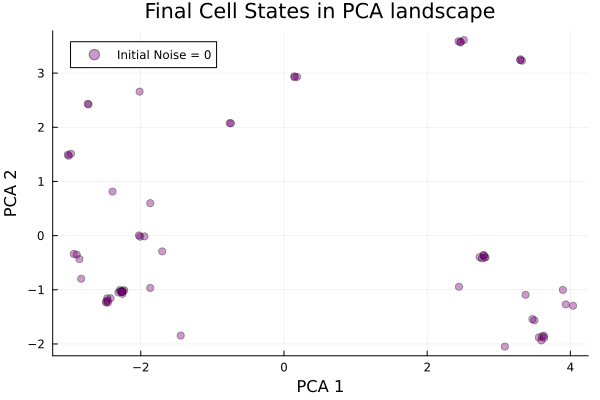 Final Cell States in PCA landscape
Initial Noise = 0
PCA 2
3
2
1
0
−1
−2
−2
0
2
4
PCA 1